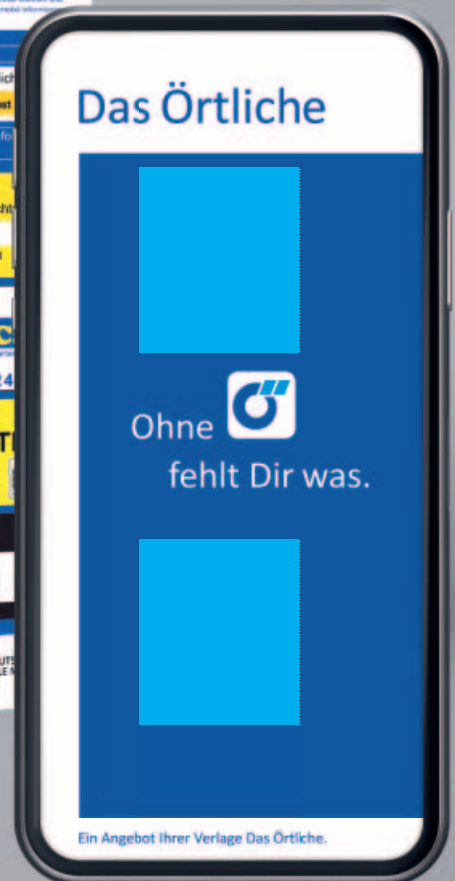 Das Örtliche
Ohne Ö
fehlt Dir was.
Ein Angebot Ihrer Verlage Das Örtliche.